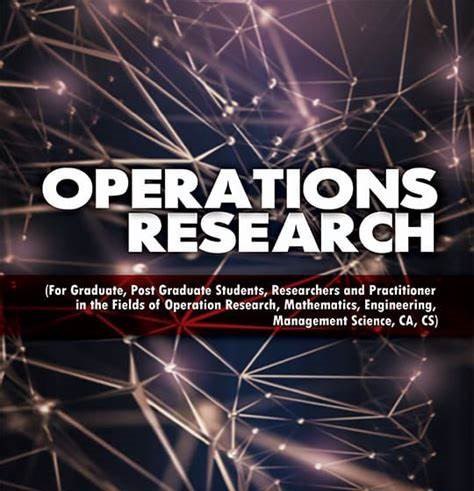 OPERATIONS
RESEARCH
(For Graduate, Post Graduate Students, Researchers and Practitioner
in the Fields of Operation Research, Mathematics, Engineering,
Management Science, CA, CS)